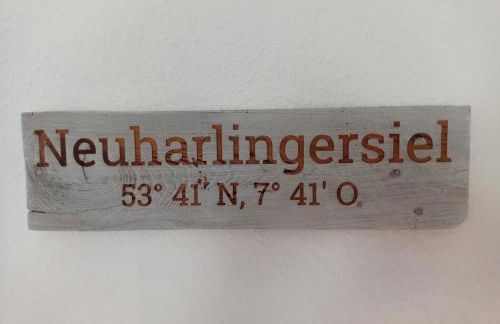 Neuharlingersiel
53° 41' N, 7° 41' O